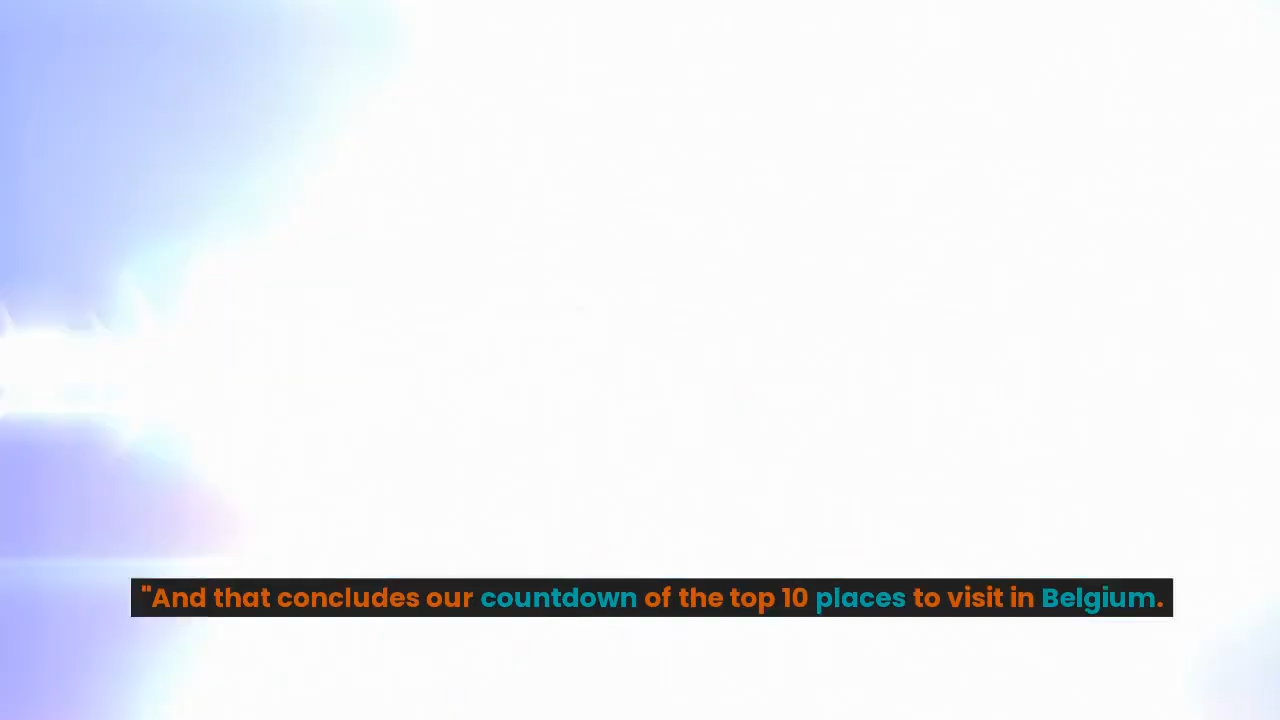 "And that concludes our countdown of the top 10 places to visit in Belgium.